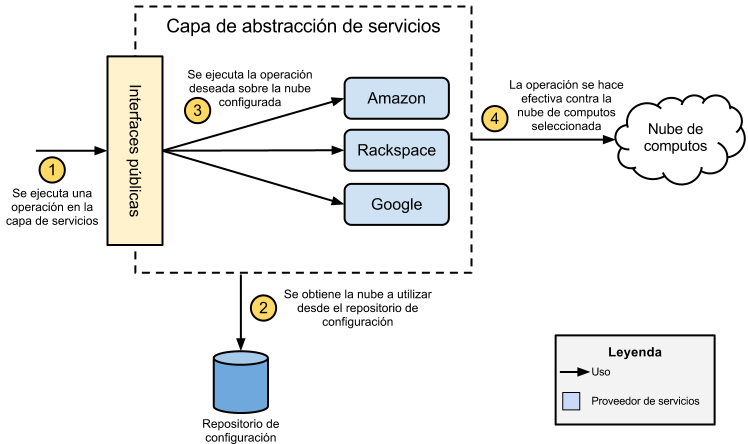 Capa de abstracción de servicios
Interfaces públicas
1
Se ejecuta una
operación en la
capa de servicios
Se ejecuta la operación
deseada sobre la nube
configurada
3
Amazon
Rackspace
Google
La operación se hace
efectiva contra la
nube de computos
seleccionada
4
Nube de
computos
2
Se obtiene la nube a utilizar
desde el repositorio de
configuración
Repositorio de
configuración
Leyenda
Uso
Proveedor de servicios